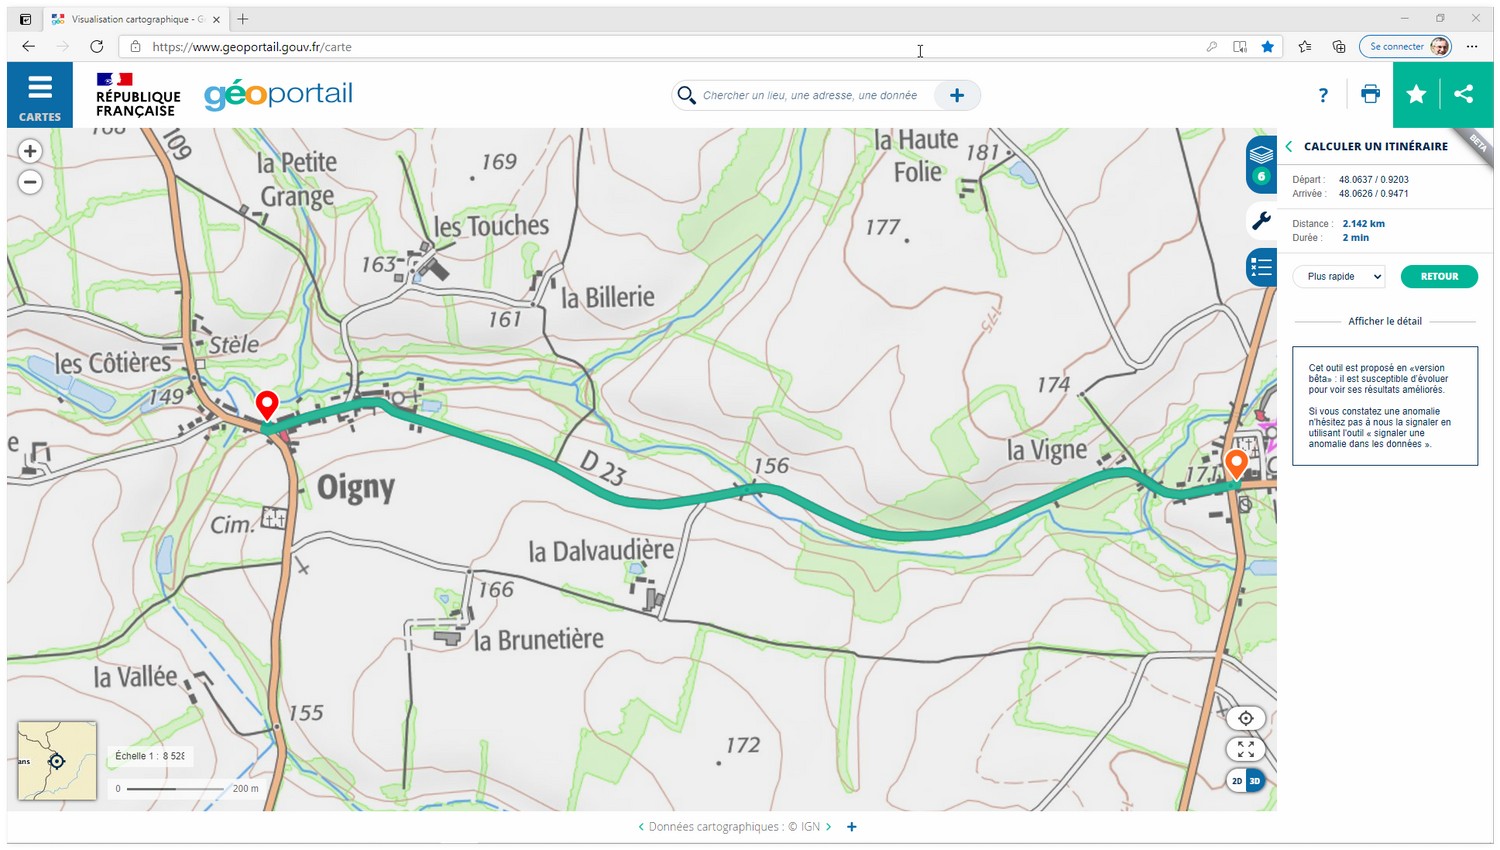 Visualisation cartographique - G
https://www.geoportail.gouv.fr/carte
Se connecter
CARTES
RÉPUBLIQUE
FRANÇAISE
géoportail
Chercher un lieu, une adresse, une donnée
?
BETA
CALCULER UN ITINÉRAIRE
Départ : 48.0637 / 0.9203
Arrivée : 48.0626 / 0.9471
Distance : 2.142 km
Durée : 2 min
Plus rapide
RETOUR
Afficher le détail
Cet outil est proposé en «version
bêta» : il est susceptible d'évoluer
pour voir ses résultats améliorés.
Si vous constatez une anomalie
n'hésitez pas à nous la signaler en
utilisant l'outil « signaler une
anomalie dans les données ».
6
109
la Petite
Grange
169
la Haute
Folie
181
les Touches
177
163
la Billerie
161
175
Stèle
les Côtières
149
174
la Vigne
e
D 23
156
171
Oigny
Cim.
la Dalvaudière
166
la Brunetière
la Vallée
155
172
ans
Échelle 1 : 8 528
0 200 m
2D 3D
Données cartographiques : © IGN